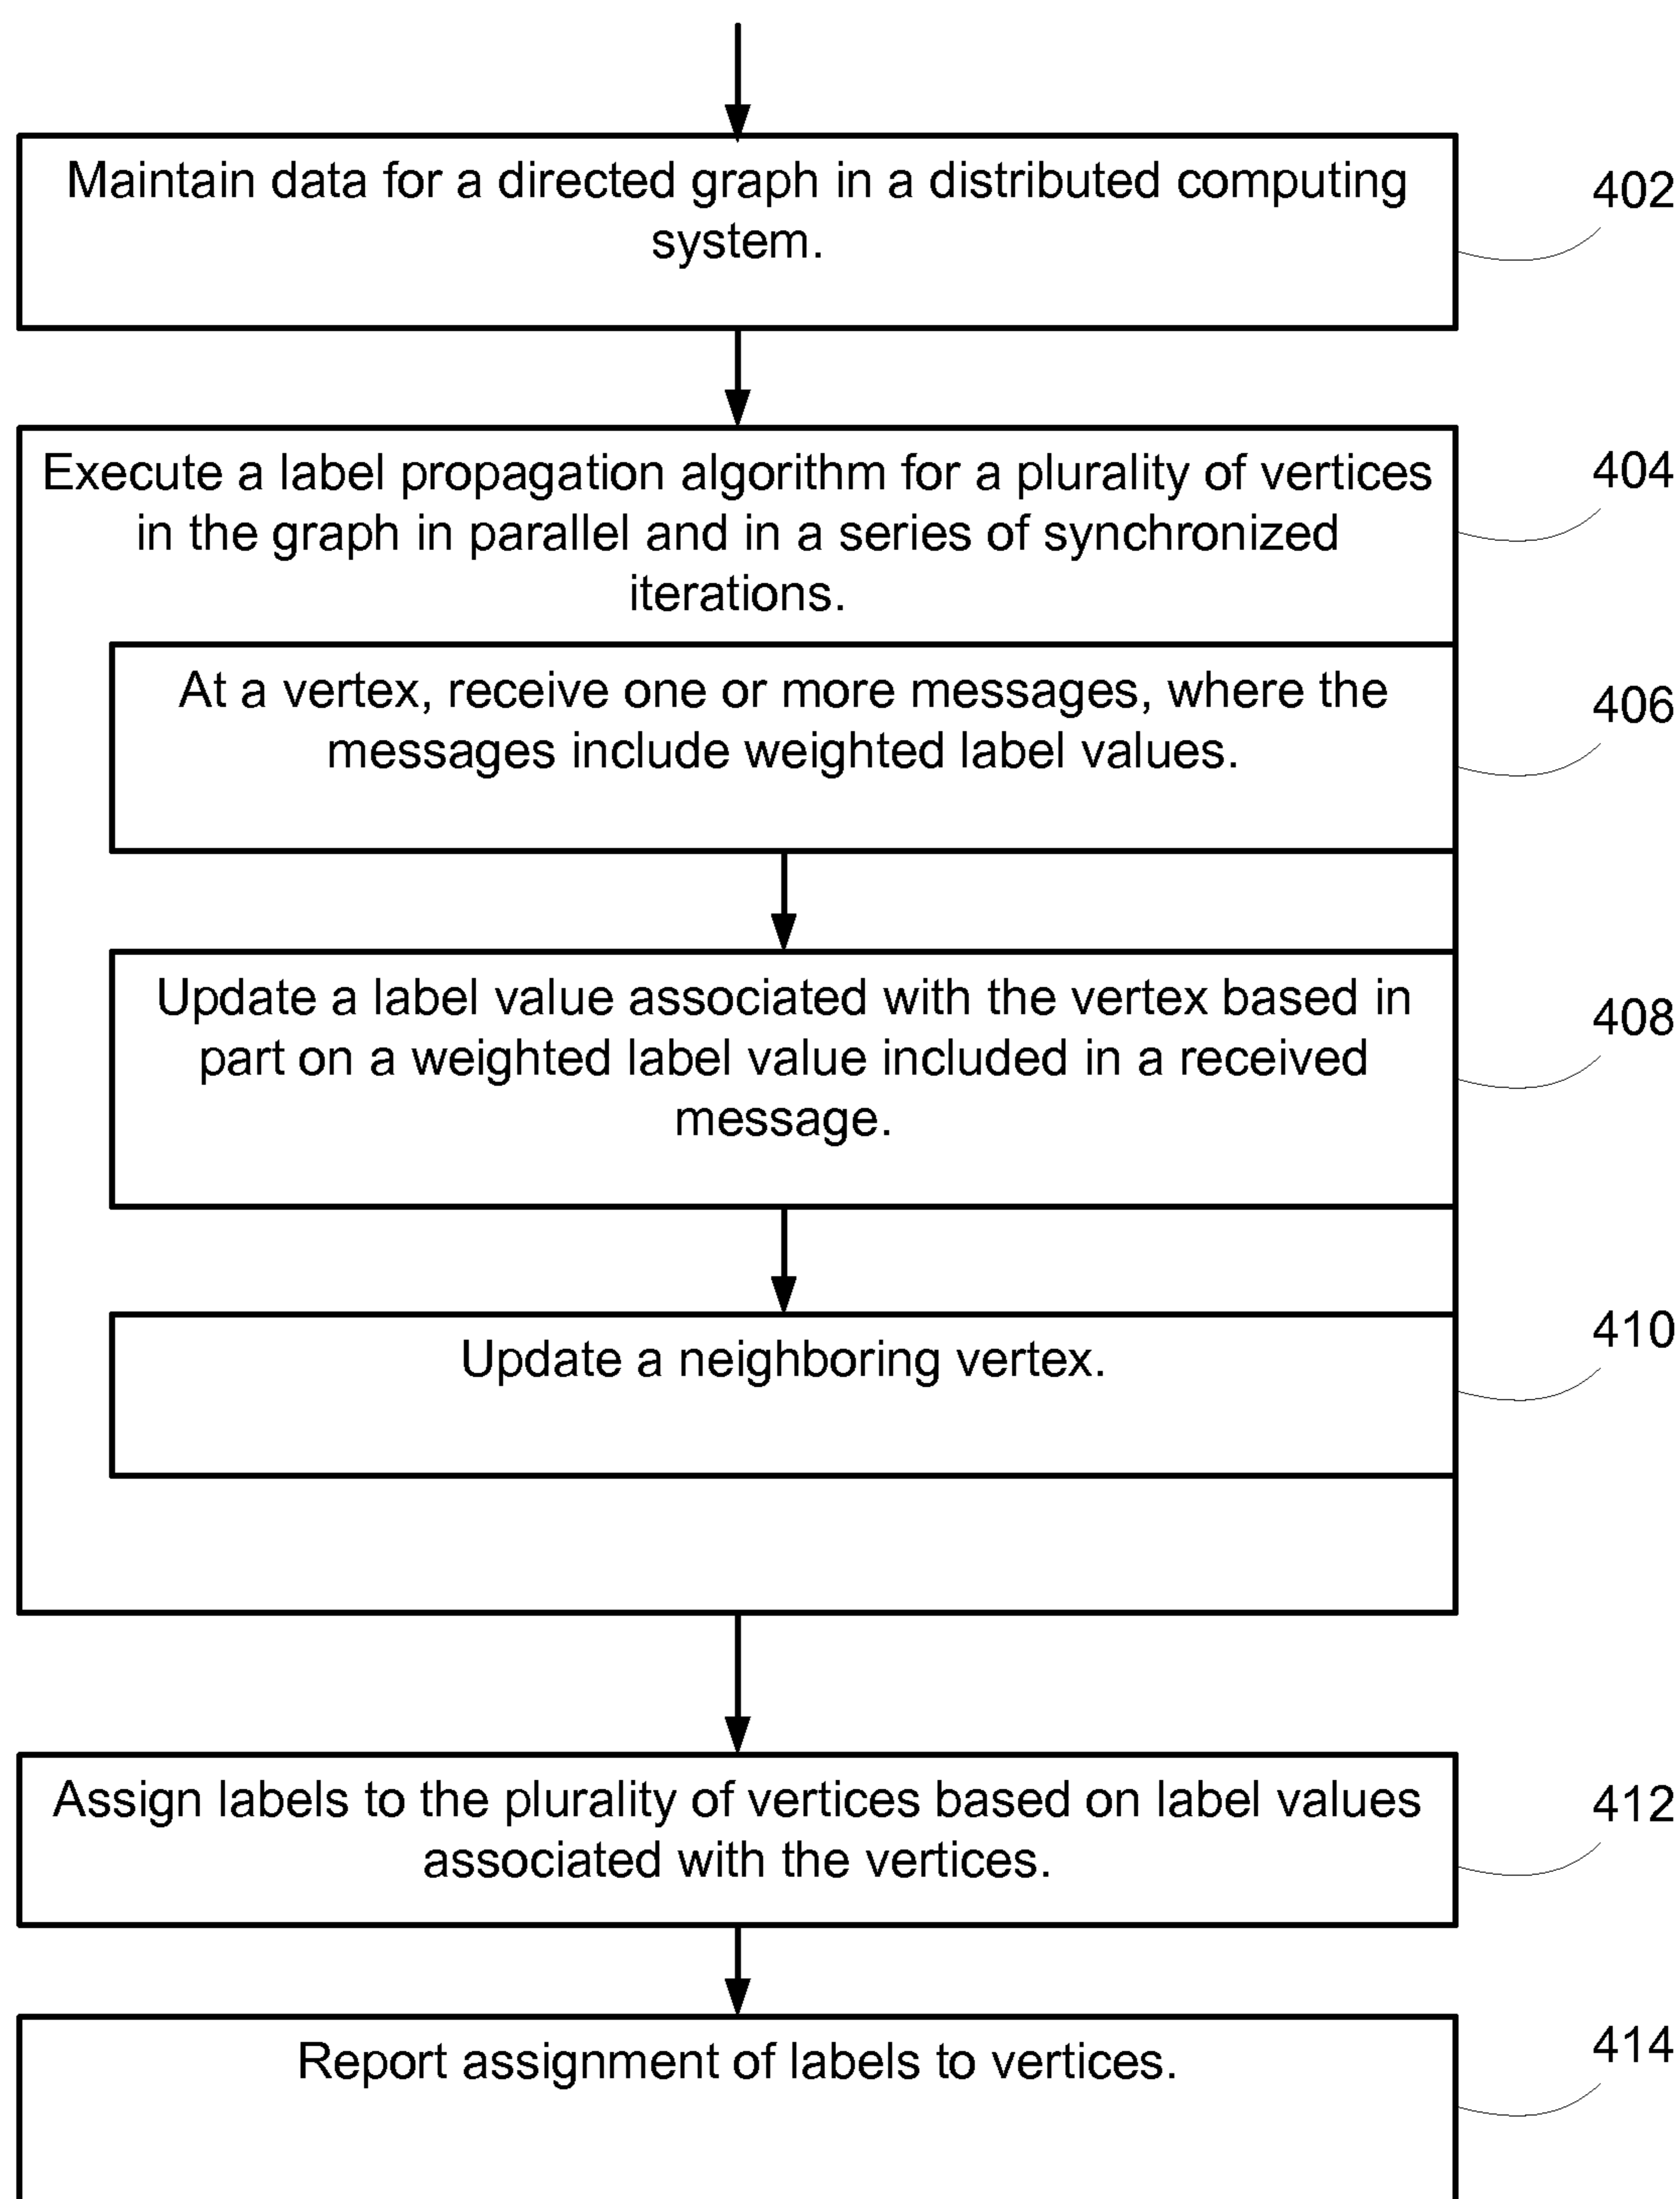 Maintain data for a directed graph in a distributed computing
system.
402
Execute a label propagation algorithm for a plurality of vertices
in the graph in parallel and in a series of synchronized
iterations.
404
At a vertex, receive one or more messages, where the
messages include weighted label values.
406
Update a label value associated with the vertex based in
part on a weighted label value included in a received
message.
408
Update a neighboring vertex.
410
Assign labels to the plurality of vertices based on label values
associated with the vertices.
412
Report assignment of labels to vertices.
414